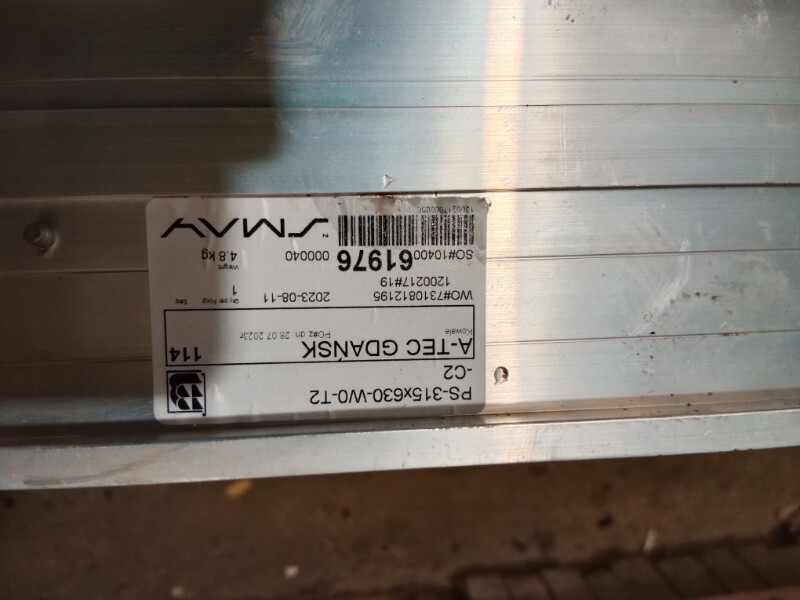 PS-315x630-W0-T2
-C2
A-TEC GDAŃSK
114
Kowale
PO#z dn. 28.07.2023r
WO#7310812195
2023-08-11
Qty per Pckg
Seq
1200217#19
1
SO#10400
61976
000040
Weight
4.8 kg
SMAY